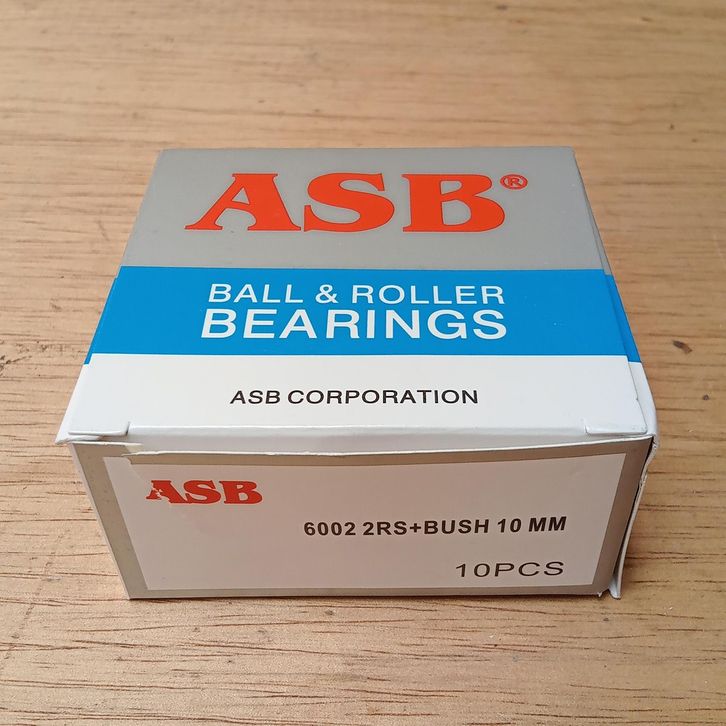 ASB®
BALL & ROLLER
BEARINGS
ASB CORPORATION
ASB
6002 2RS+BUSH 10 MM
10PCS